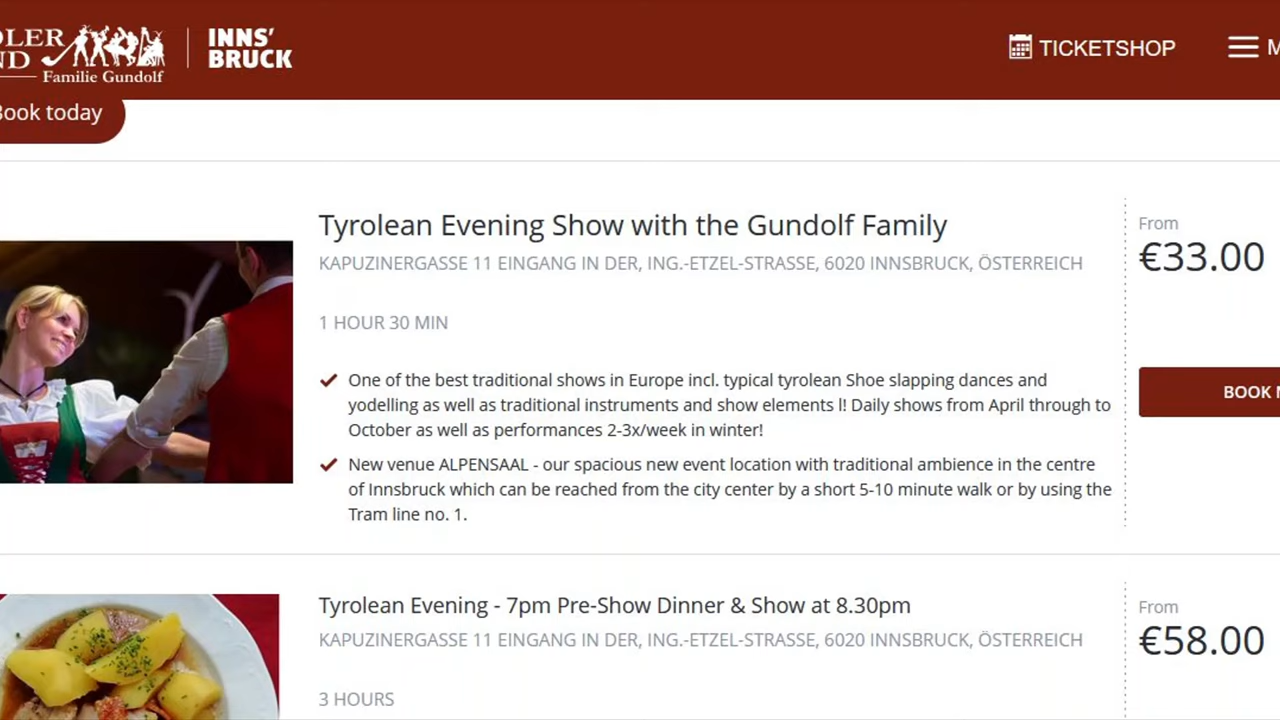 DLER
ND
Familie Gundolf
INNS'
BRUCK
TICKETSHOP
Book today
Tyrolean Evening Show with the Gundolf Family
KAPUZINERGASSE 11 EINGANG IN DER, ING.-ETZEL-STRASSE, 6020 INNSBRUCK, ÖSTERREICH
From
€33.00
1 HOUR 30 MIN
One of the best traditional shows in Europe incl. typical tyrolean Shoe slapping dances and
yodelling as well as traditional instruments and show elements l! Daily shows from April through to
October as well as performances 2-3x/week in winter!
BOOK
New venue ALPENSAAL - our spacious new event location with traditional ambience in the centre
of Innsbruck which can be reached from the city center by a short 5-10 minute walk or by using the
Tram line no. 1.
Tyrolean Evening - 7pm Pre-Show Dinner & Show at 8.30pm
KAPUZINERGASSE 11 EINGANG IN DER, ING.-ETZEL-STRASSE, 6020 INNSBRUCK, ÖSTERREICH
From
€58.00
3 HOURS